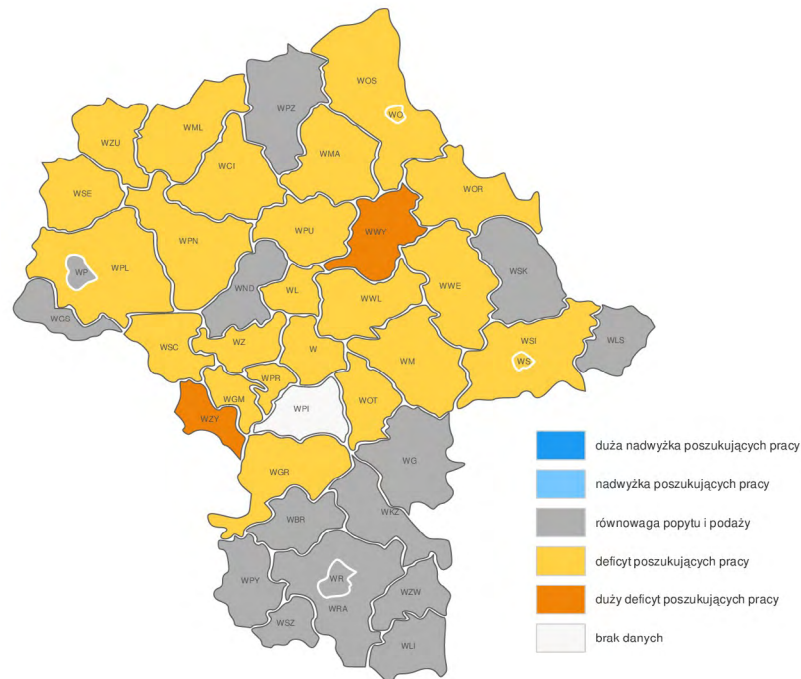 WOS
WPZ
WO
WML
WZU
WMA
WCI
WSE
WOR
WPU
WWY
WPN
WPL
WP
WSK
WND
WL
WWE
WWL
WGS
WSC
WZ
W
WSI
WLS
WM
WS
WPR
WGM
WOT
WPI
WZY
duża nadwyżka poszukujących pracy
WG
WGR
nadwyżka poszukujących pracy
WKZ
WBR
równowaga popytu i podaży
deficyt poszukujących pracy
WPY
WR
WZW
duży deficyt poszukujących pracy
WRA
WSZ
brak danych
WLI